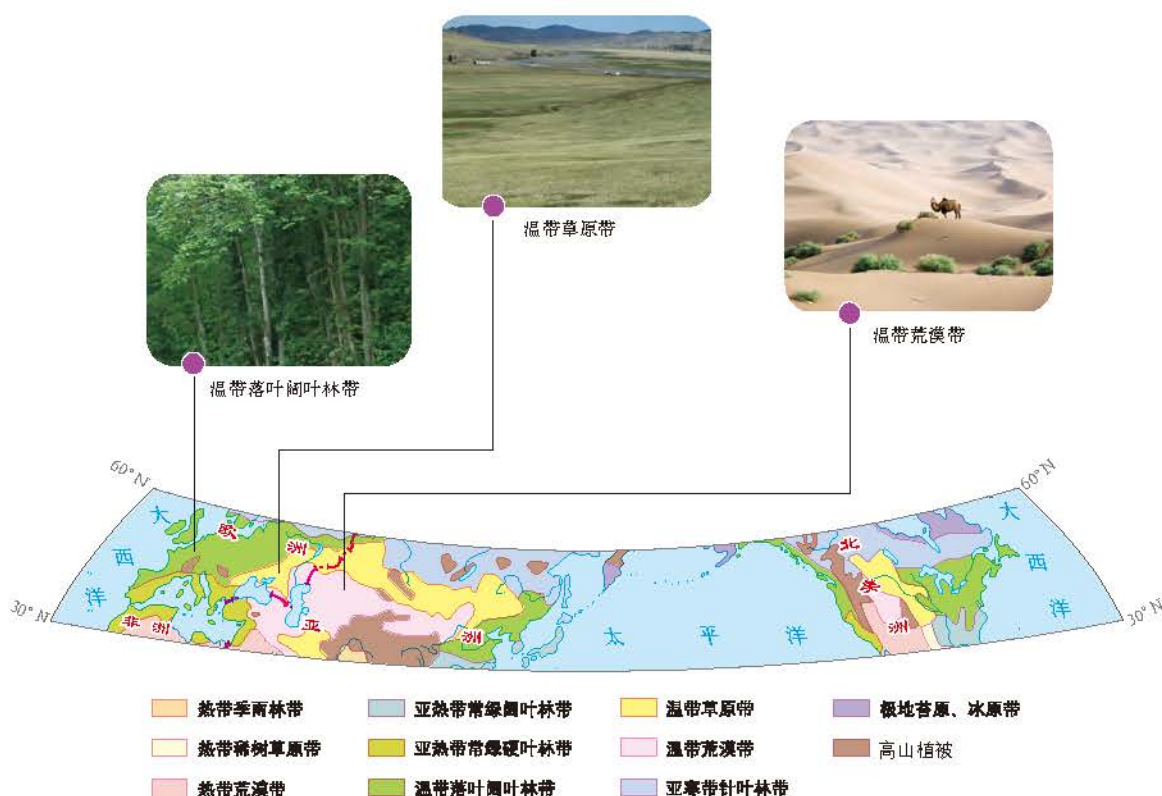 温带草原带
温带荒漠带
温带落叶阔叶林带
60° N
60° N
大
西
洋
欧
洲
北
美
洲
大
西
洋
30° N
非洲
亚
洲
太
平
洋
30° N
热带季雨林带
亚热带常绿阔叶林带
温带草原带
极地苔原、冰原带
热带稀树草原带
亚热带常绿硬叶林带
温带荒漠带
高山植被
热带荒漠带
温带落叶阔叶林带
亚寒带针叶林带